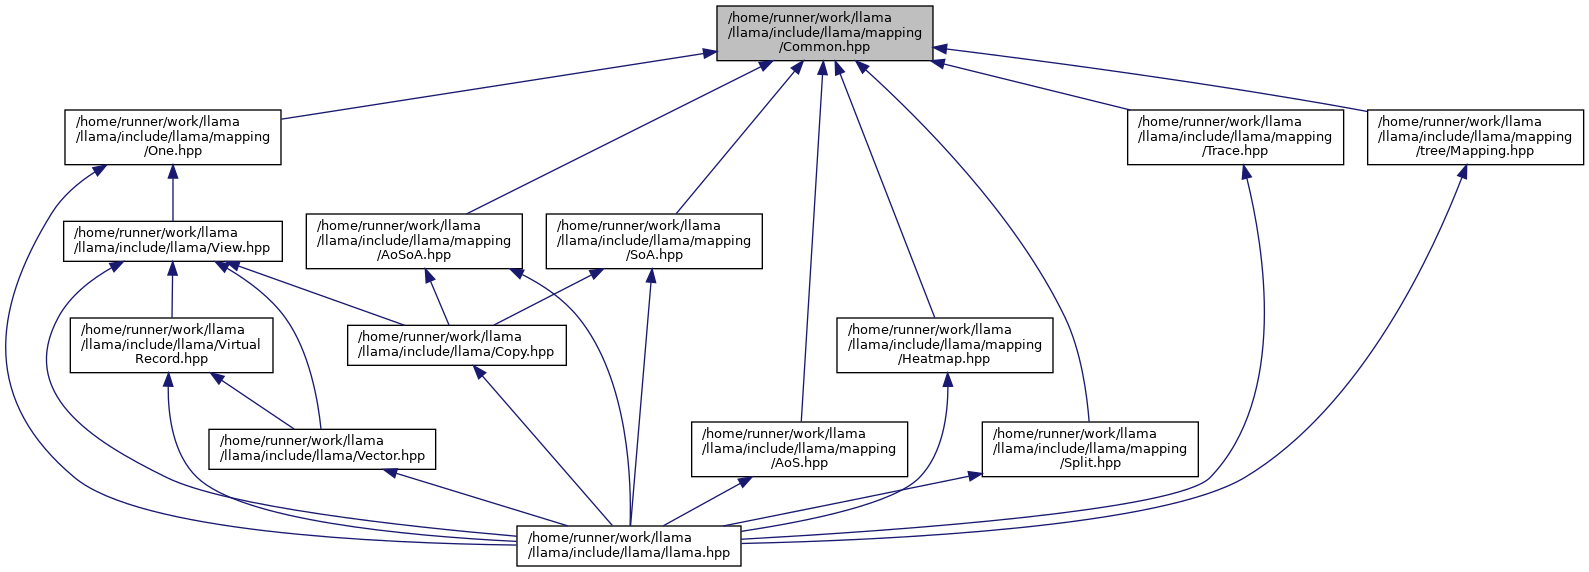 /home/runner/work/llama
/llama/include/llama/mapping
/Common.hpp
/home/runner/work/llama
/llama/include/llama/mapping
/One.hpp
/home/runner/work/llama
/llama/include/llama/mapping
/Trace.hpp
/home/runner/work/llama
/llama/include/llama/mapping
/tree/Mapping.hpp
/home/runner/work/llama
/llama/include/llama/View.hpp
/home/runner/work/llama
/llama/include/llama/mapping
/AoSoA.hpp
/home/runner/work/llama
/llama/include/llama/mapping
/SoA.hpp
/home/runner/work/llama
/llama/include/llama/Virtual
Record.hpp
/home/runner/work/llama
/llama/include/llama/Copy.hpp
/home/runner/work/llama
/llama/include/llama/mapping
/Heatmap.hpp
/home/runner/work/llama
/llama/include/llama/Vector.hpp
/home/runner/work/llama
/llama/include/llama/mapping
/AoS.hpp
/home/runner/work/llama
/llama/include/llama/mapping
/Split.hpp
/home/runner/work/llama
/llama/include/llama/llama.hpp